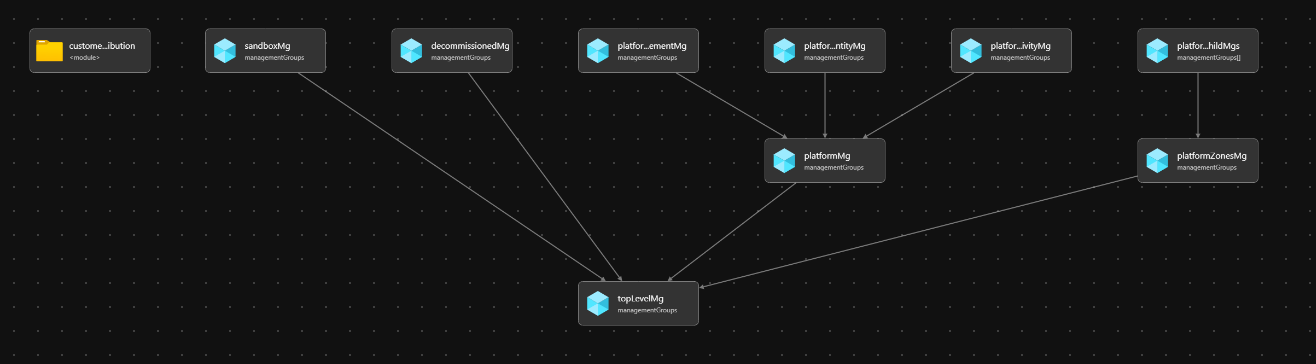 custome...ibution
<module>
sandboxMg
managementGroups
decommissionedMg
managementGroups
platfor...ementMg
managementGroups
platfor...ntityMg
managementGroups
platfor...ivityMg
managementGroups
platfor...hildMgs
managementGroups[]
platformMg
managementGroups
platformZonesMg
managementGroups
topLevelMg
managementGroups